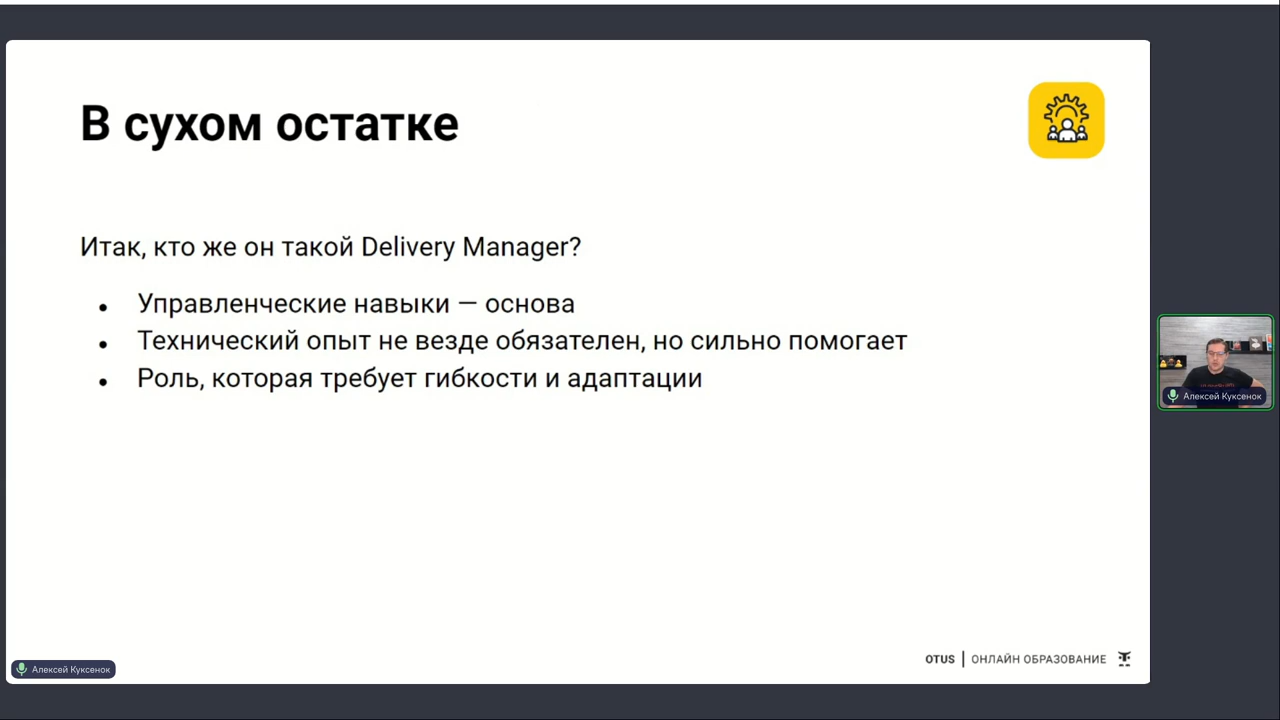 В сухом остатке
Итак, кто же он такой Delivery Manager?
● Управленческие навыки — основа
● Технический опыт не везде обязателен, но сильно помогает
● Роль, которая требует гибкости и адаптации
Алексей Куксенок
Алексей Куксенок
OTUS | ОНЛАЙН ОБРАЗОВАНИЕ